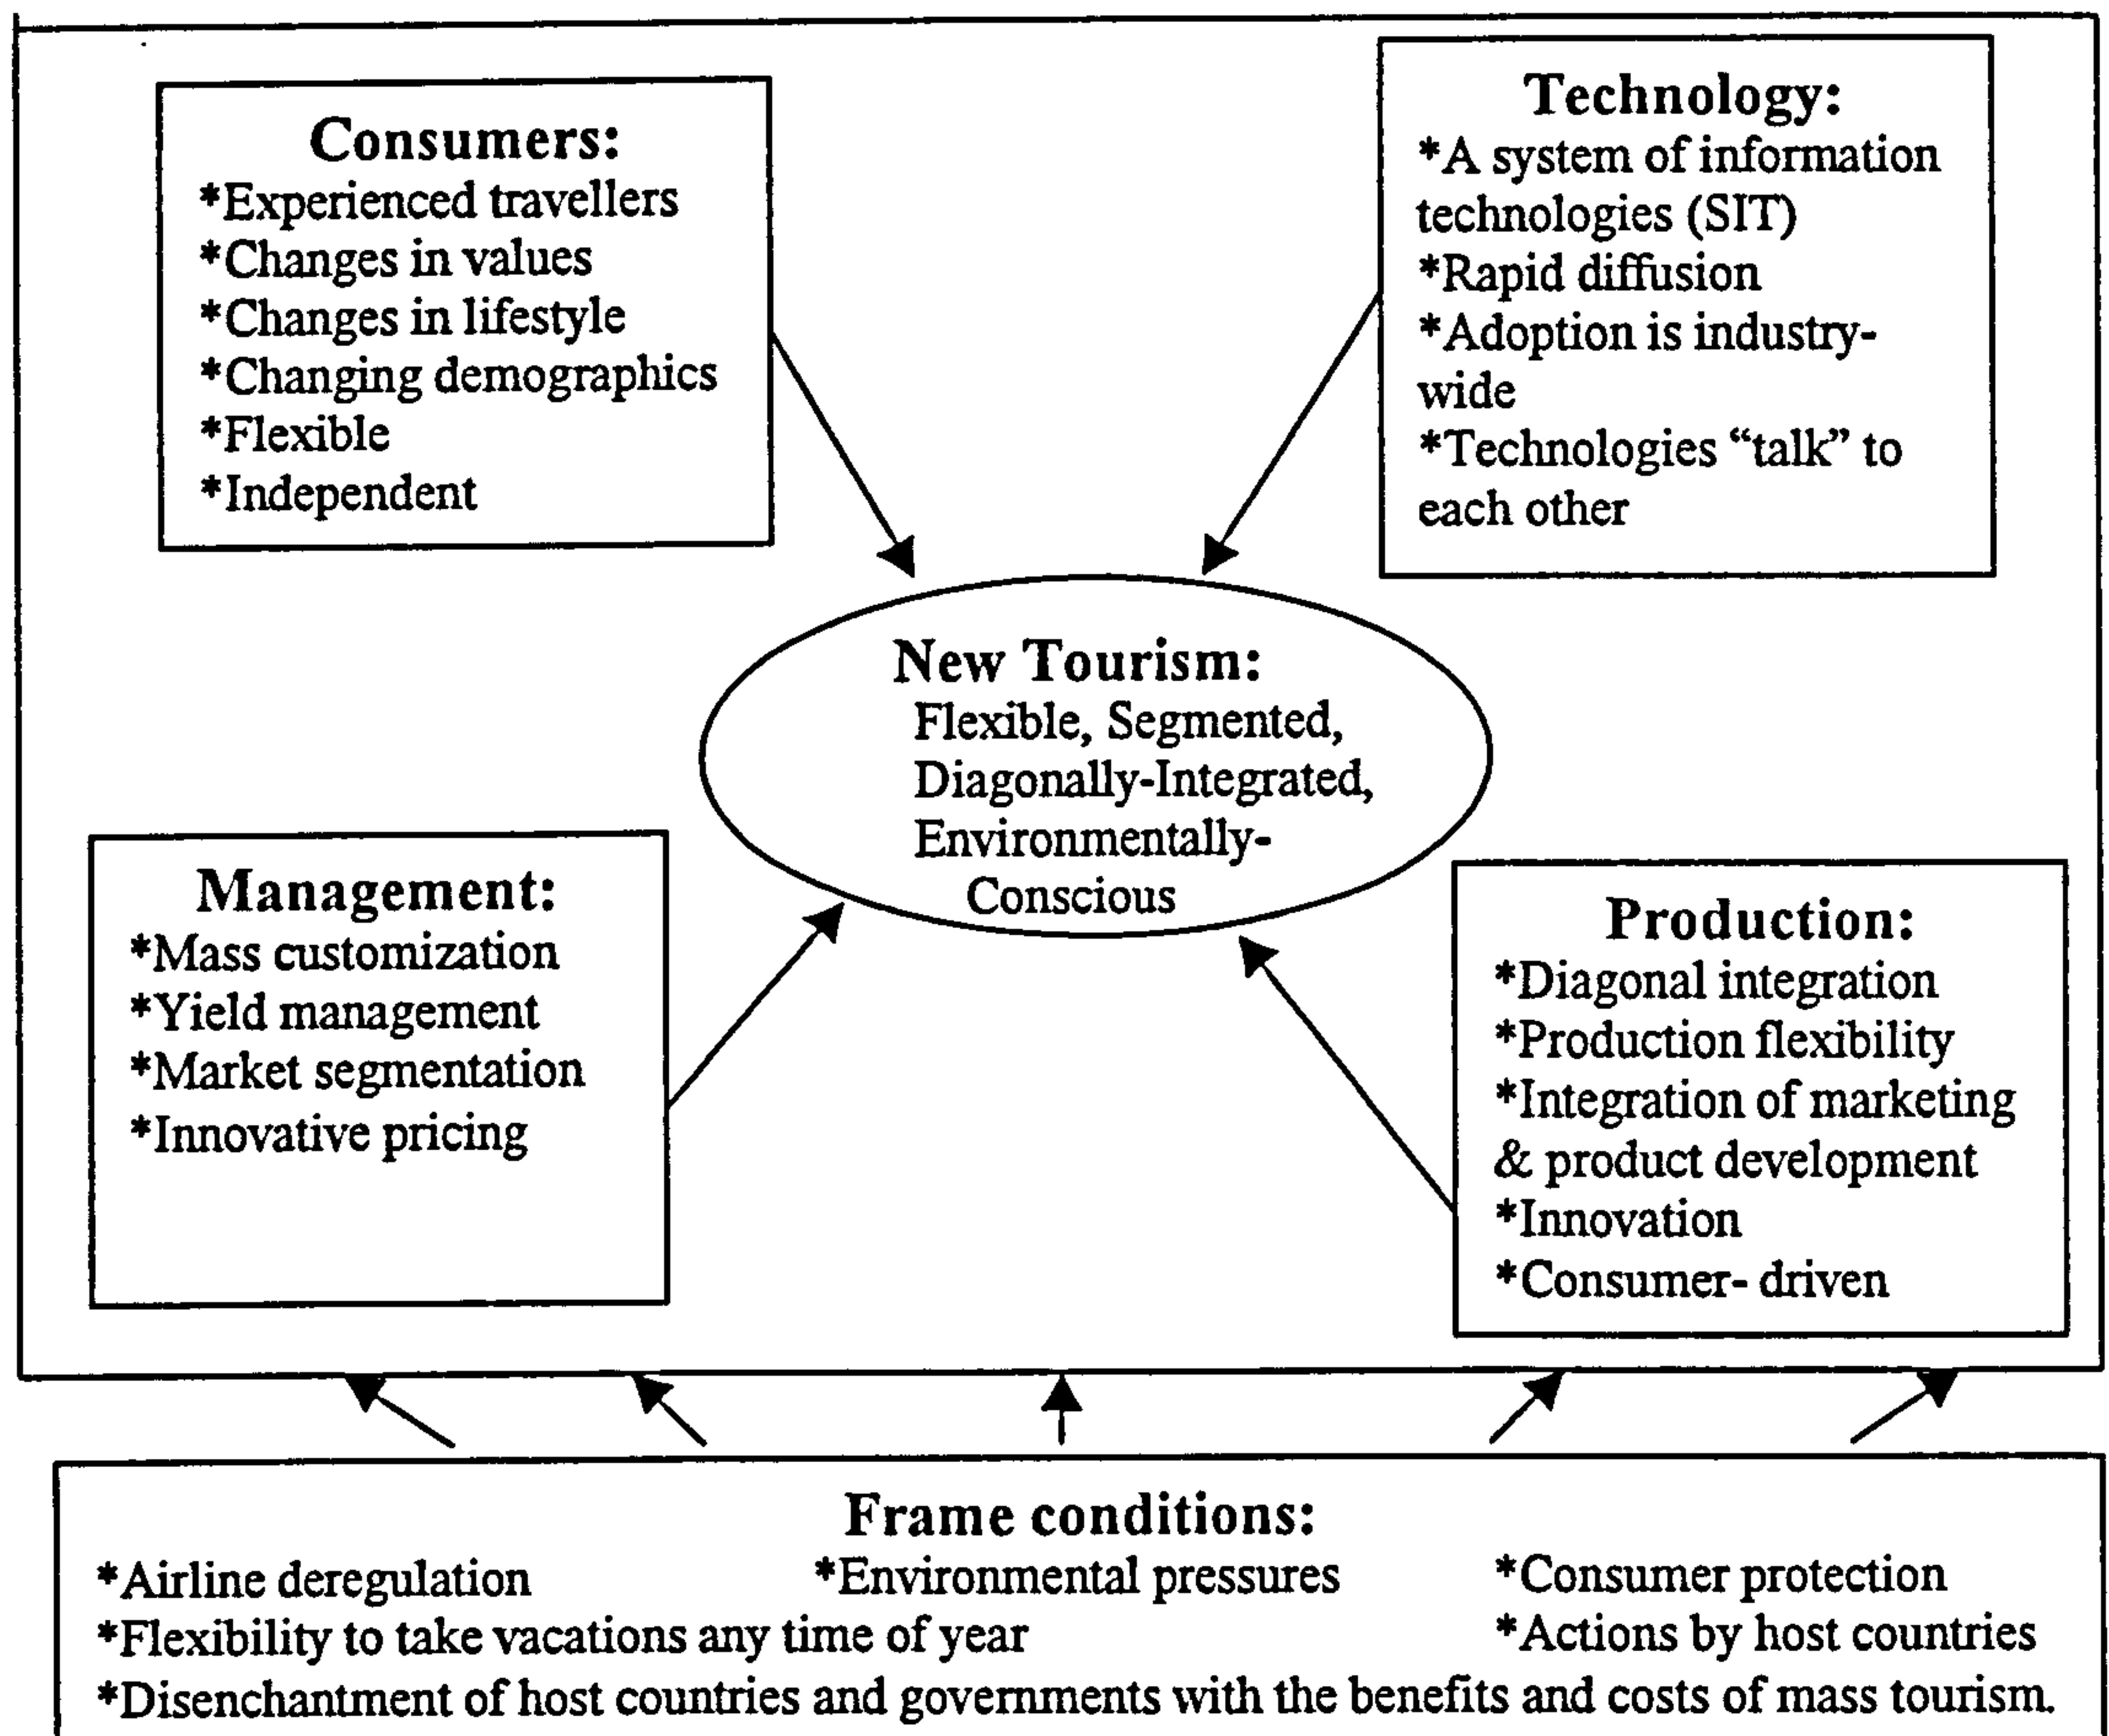 Consumers:
*Experienced travellers
*Changes in values
*Changes in lifestyle
*Changing demographics
*Flexible
*Independent
Technology:
*A system of information
technologies (SIT)
*Rapid diffusion
*Adoption is industry-
wide
*Technologies “talk” to
each other
New Tourism:
Flexible, Segmented,
Diagonally-Integrated,
Environmentally-
Conscious
Management:
*Mass customization
*Yield management
*Market segmentation
*Innovative pricing
Production:
*Diagonal integration
*Production flexibility
*Integration of marketing
& product development
*Innovation
*Consumer- driven
Frame conditions:
*Airline deregulation *Environmental pressures *Consumer protection
*Flexibility to take vacations any time of year *Actions by host countries
*Disenchantment of host countries and governments with the benefits and costs of mass tourism.